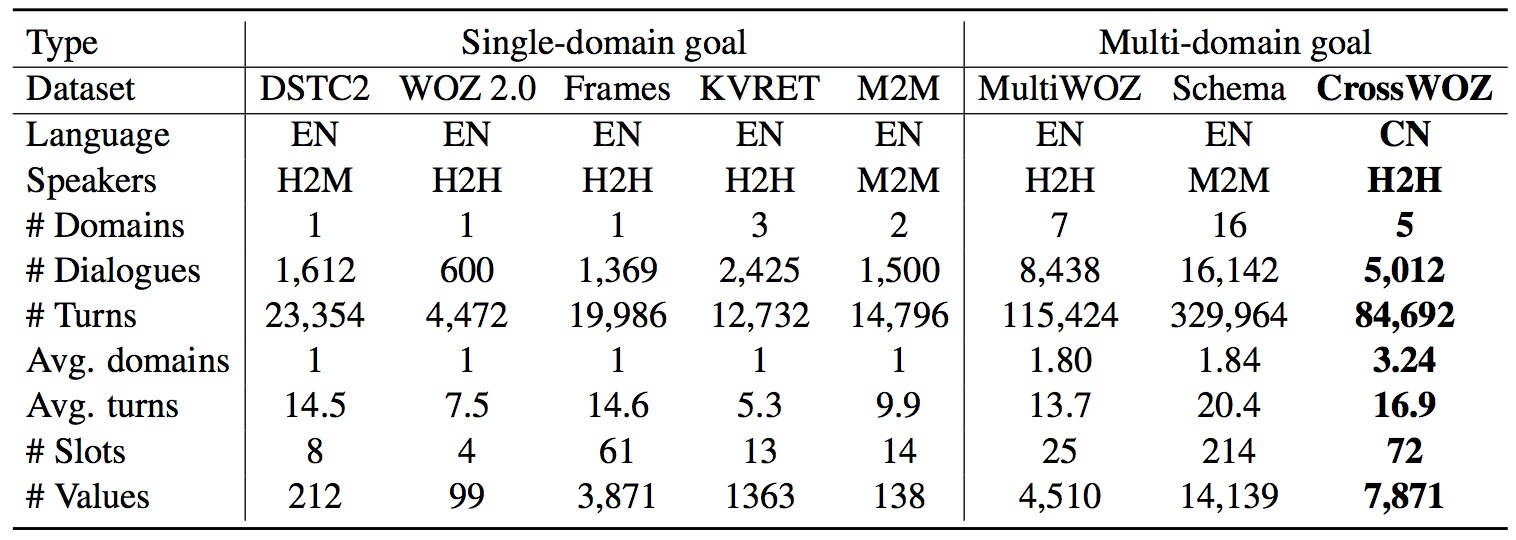 Type Single-domain goal Multi-domain goal
Dataset DSTC2 WOZ 2.0 Frames KVRET M2M MultiWOZ Schema CrossWOZ
Language EN EN EN EN EN EN EN CN
Speakers H2M H2H H2H H2H M2M H2H M2M H2H
# Domains 1 1 1 3 2 7 16 5
# Dialogues 1,612 600 1,369 2,425 1,500 8,438 16,142 5,012
# Turns 23,354 4,472 19,986 12,732 14,796 115,424 329,964 84,692
Avg. domains 1 1 1 1 1 1.80 1.84 3.24
Avg. turns 14.5 7.5 14.6 5.3 9.9 13.7 20.4 16.9
# Slots 8 4 61 13 14 25 214 72
# Values 212 99 3,871 1363 138 4,510 14,139 7,871